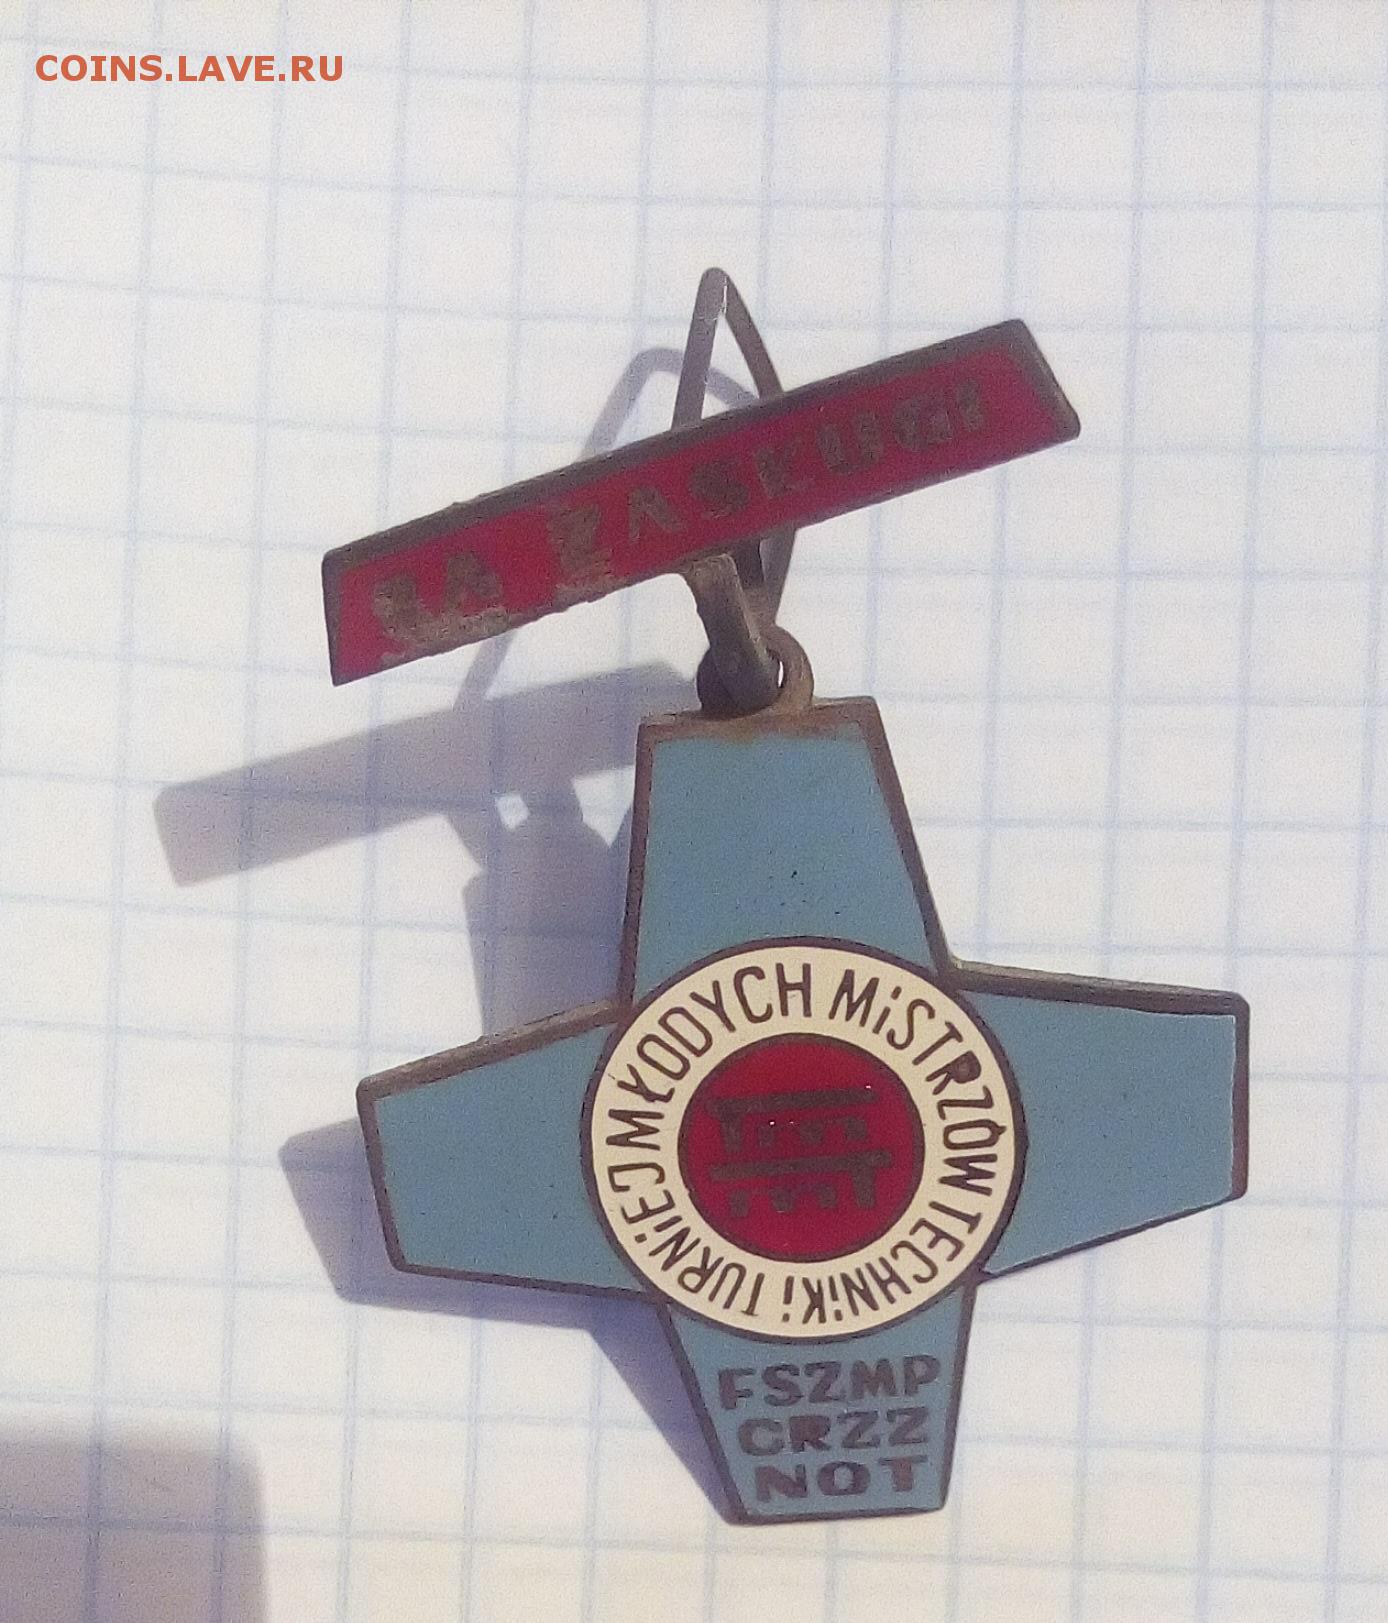 COINS.LAVE.RU
ZA ZASŁUGI
TURNiEJ MŁODYCH MiSTRZÓW TECHNiKi
FSZMP
CRZZ
NOT